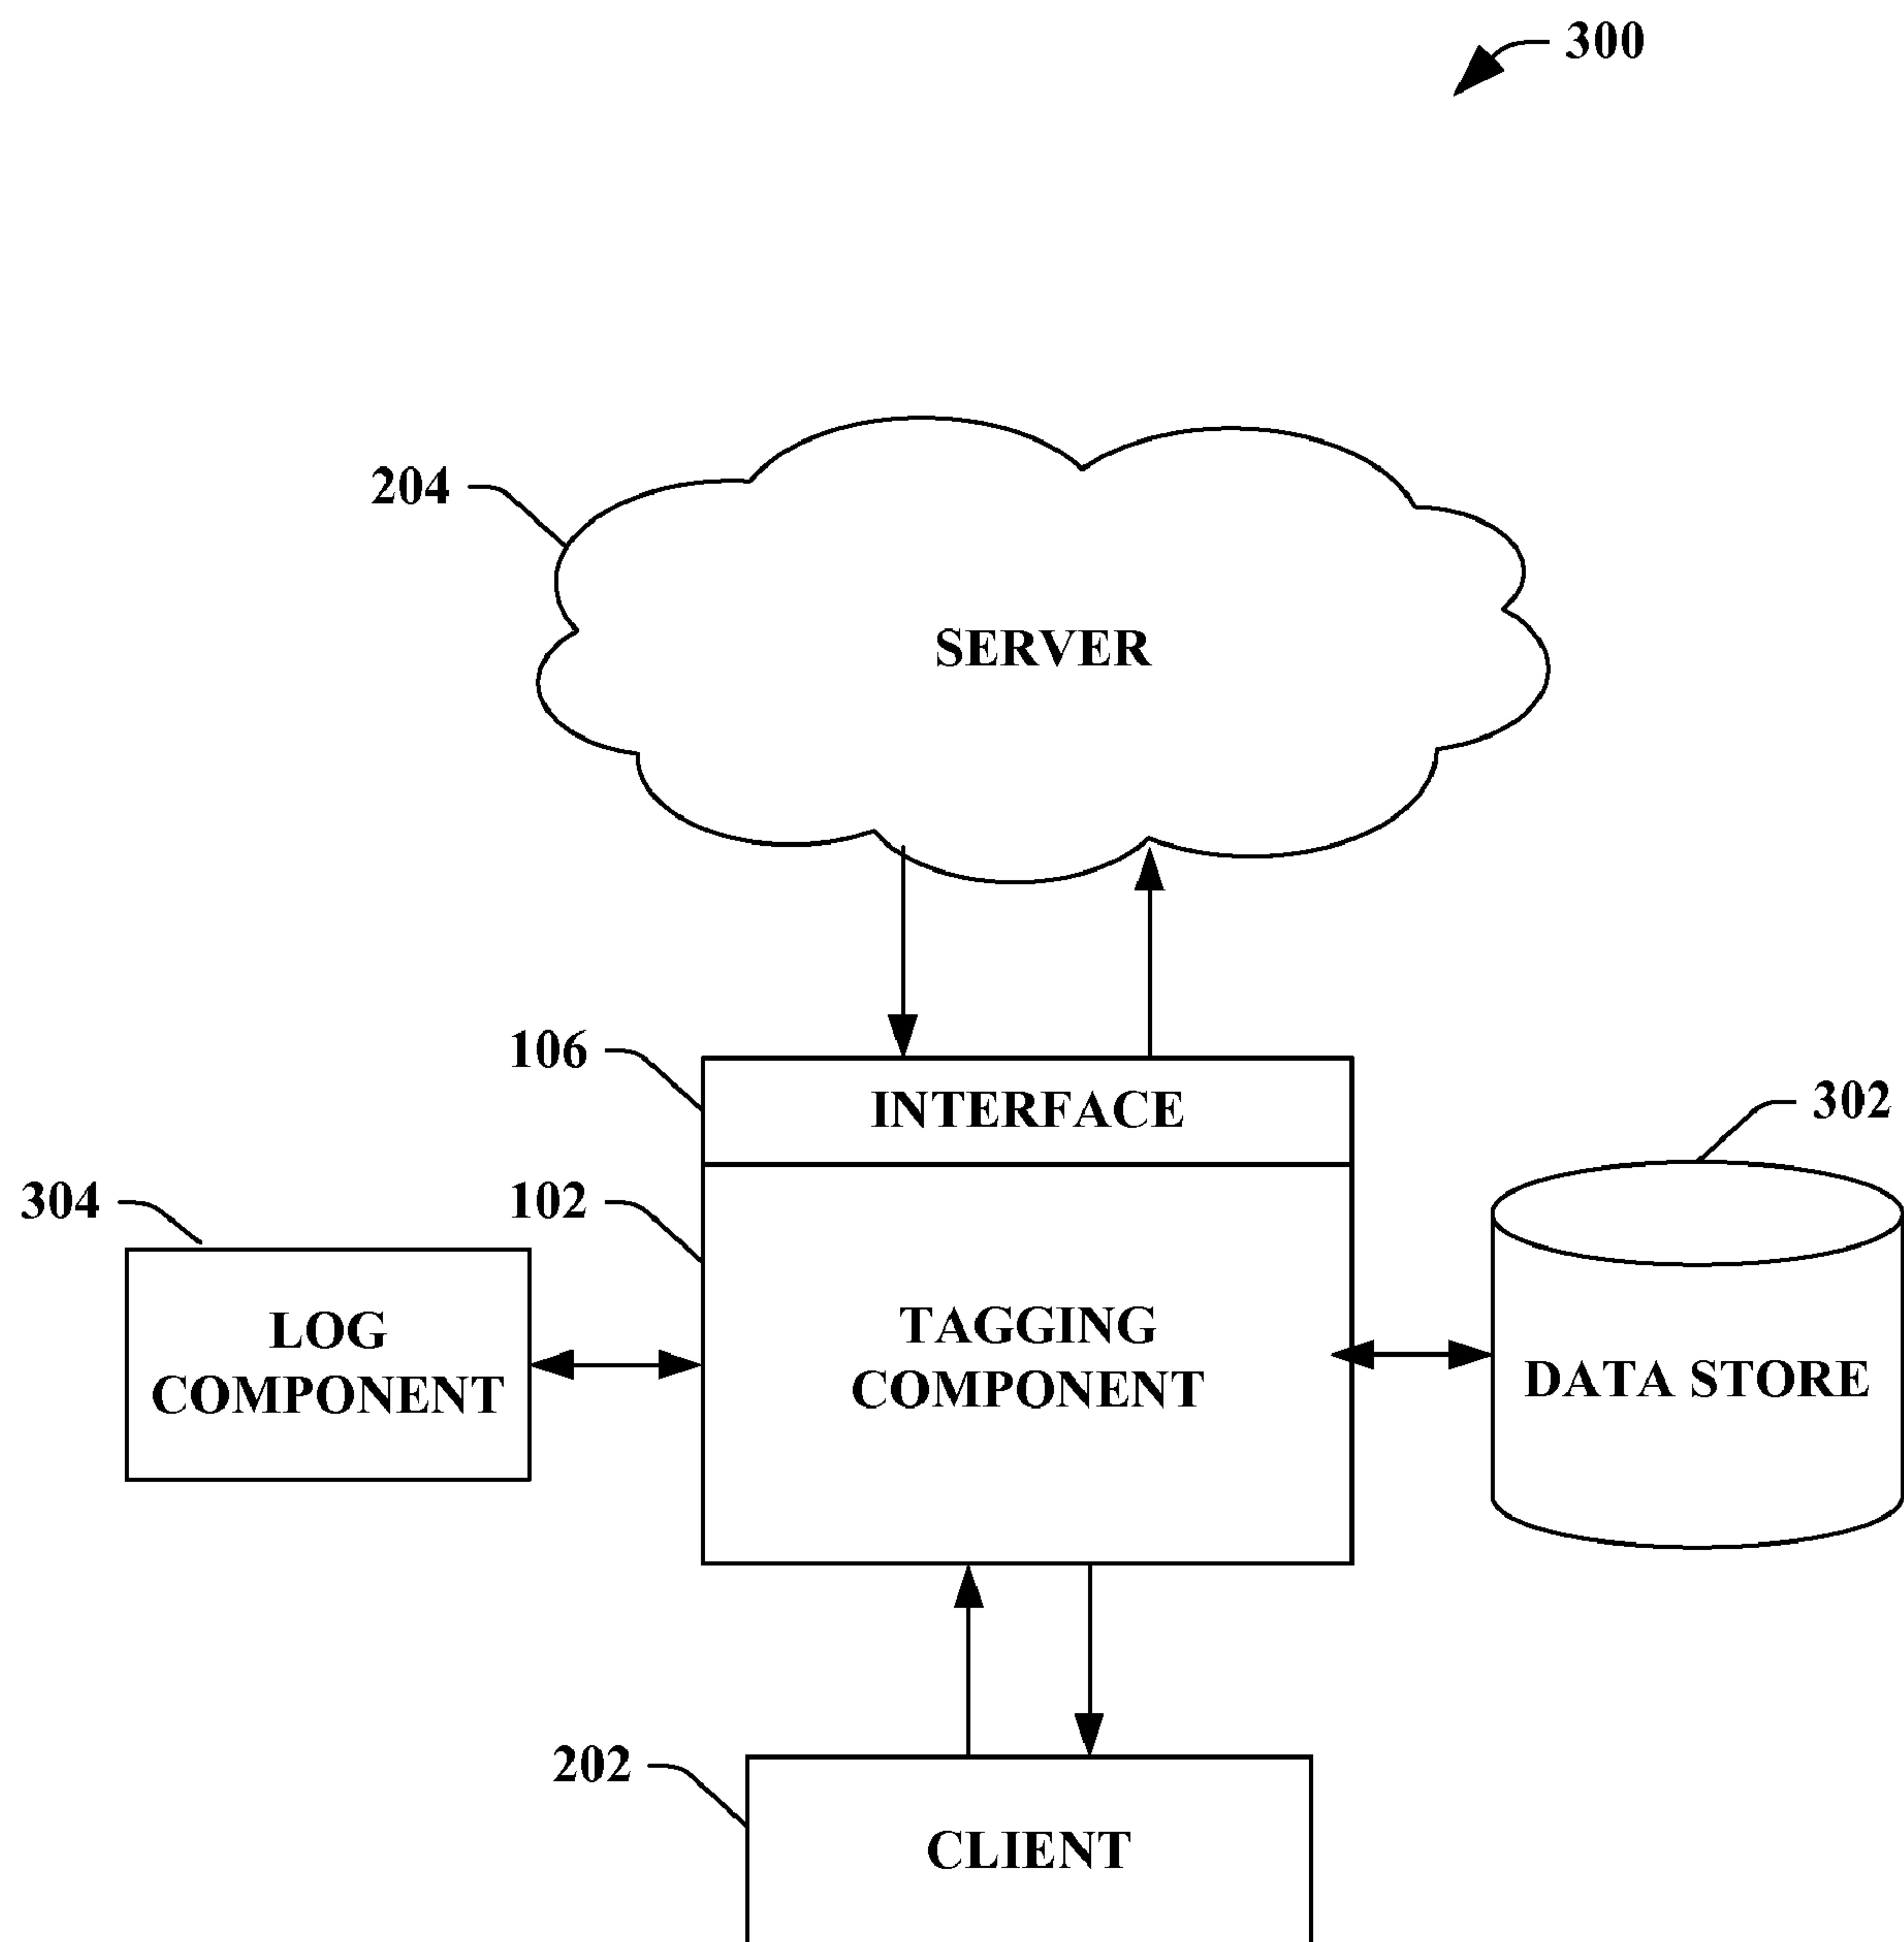 300
204
SERVER
106
INTERFACE
302
304
102
LOG
COMPONENT
TAGGING
COMPONENT
DATA STORE
202
CLIENT